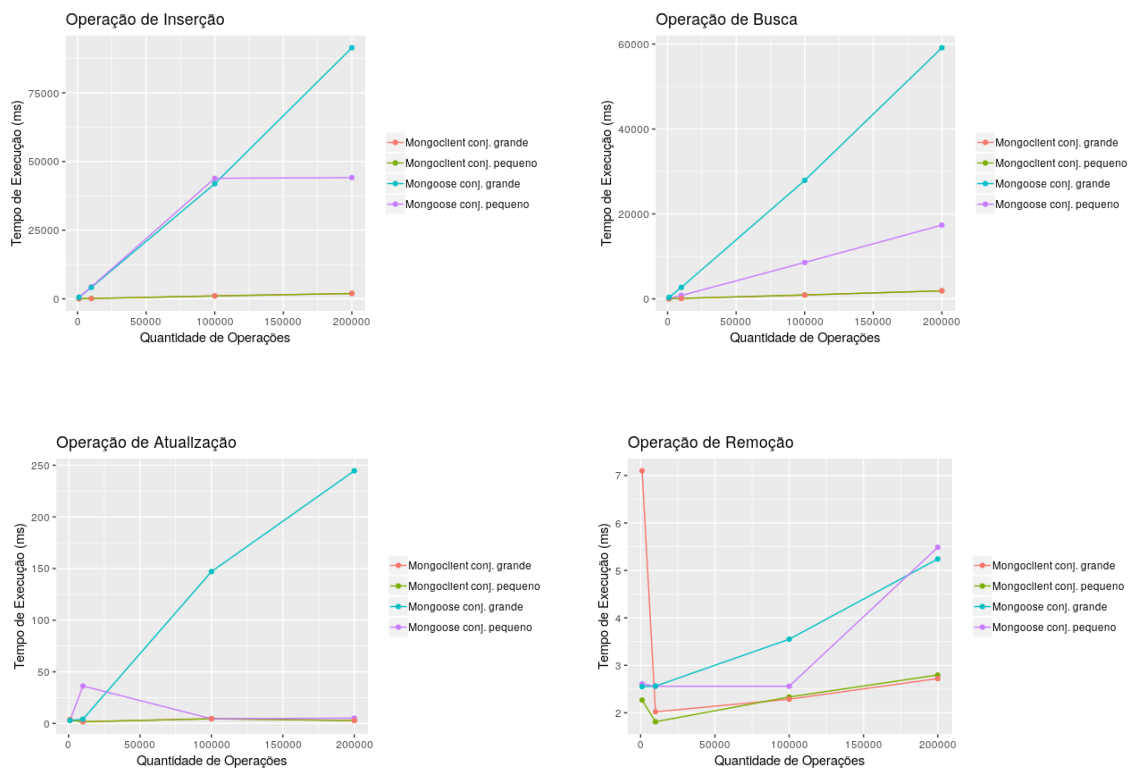 Operação de Inserção
Tempo de Execução (ms)
75000
50000
25000
0
0 50000 100000 150000 200000
Quantidade de Operações
Mongoclient conj. grande
Mongoclient conj. pequeno
Mongoose conj. grande
Mongoose conj. pequeno
Operação de Busca
Tempo de Execução (ms)
60000
40000
20000
0
0 50000 100000 150000 200000
Quantidade de Operações
Mongoclient conj. grande
Mongoclient conj. pequeno
Mongoose conj. grande
Mongoose conj. pequeno
Operação de Atualização
Tempo de Execução (ms)
250
200
150
100
50
0
0 50000 100000 150000 200000
Quantidade de Operações
Mongoclient conj. grande
Mongoclient conj. pequeno
Mongoose conj. grande
Mongoose conj. pequeno
Operação de Remoção
Tempo de Execução (ms)
7
6
5
4
3
2
0 50000 100000 150000 200000
Quantidade de Operações
Mongoclient conj. grande
Mongoclient conj. pequeno
Mongoose conj. grande
Mongoose conj. pequeno